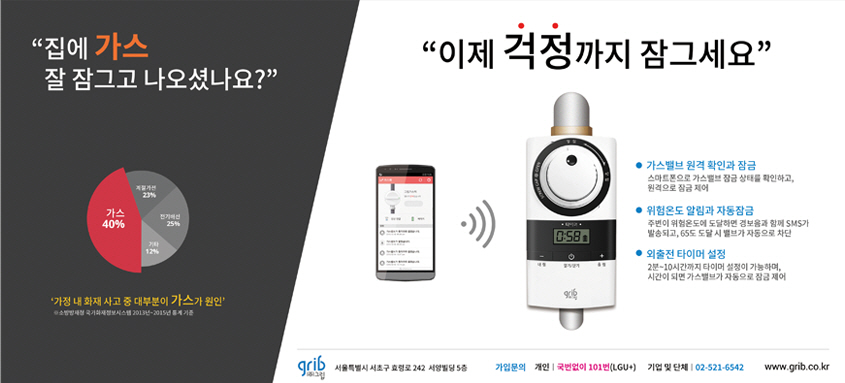 “집에 가스
잘 잠그고 나오셨나요?”
계절가전
23%
가스
40%
전기배선
25%
기타
12%
‘가정 내 화재 사고 중 대부분이 가스가 원인’
※소방방재청 국가화재정보시스템 2013년~2015년 통계 기준
“이제 걱정까지 잠그세요”
0:58
grib
가스밸브 원격 확인과 잠금
스마트폰으로 가스밸브 잠금 상태를 확인하고,
원격으로 잠금 제어
위험온도 알림과 자동잠금
주변이 위험온도에 도달하면 경보음과 함께 SMS가
발송되고, 65도 도달 시 밸브가 자동으로 차단
외출전 타이머 설정
2분~10시간까지 타이머 설정이 가능하며,
시간이 되면 가스밸브가 자동으로 잠금 제어
grib
㈜그립
서울특별시 서초구 효령로 242 서양빌딩 5층 가입문의 개인 | 국번없이 101번(LGU+) 기업 및 단체 | 02-521-6542 www.grib.co.kr